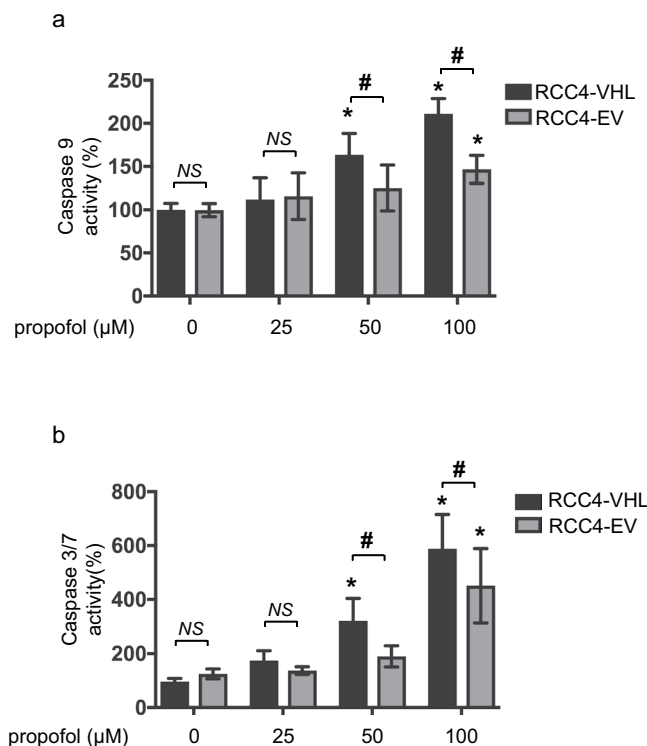 a
#
#
250
*
RCC4-VHL
*
RCC4-EV
200
NS
*
Caspase 9
activity (%)
NS
150
100
50
0
propofol (µM) 0 25 50 100
b
#
800
*
RCC4-VHL
#
*
RCC4-EV
600
*
Caspase 3/7
activity(%)
NS
NS
400
200
0
propofol (µM) 0 25 50 100